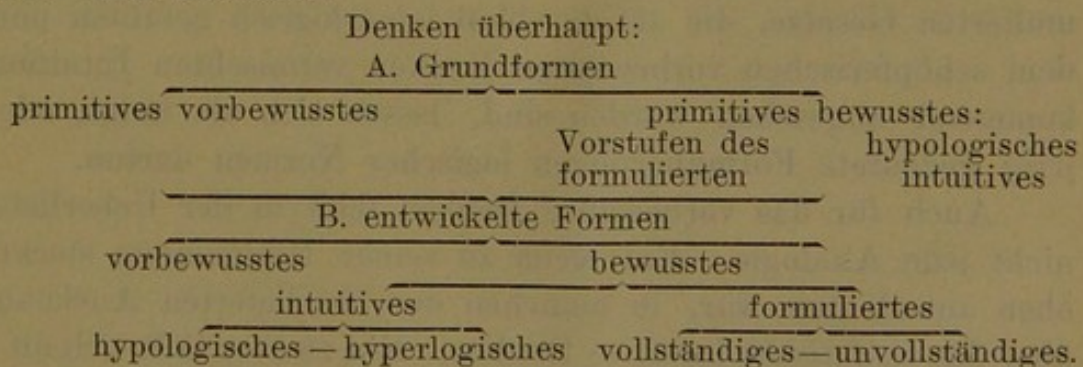 Denken überhaupt:
A. Grundformen
primitives vorbewusstes primitives bewusstes:
Vorstufen des hypologisches
formulierten intuitives
B. entwickelte Formen
vorbewusstes bewusstes
intuitives formuliertes
hypologisches — hyperlogisches vollständiges — unvollständiges.